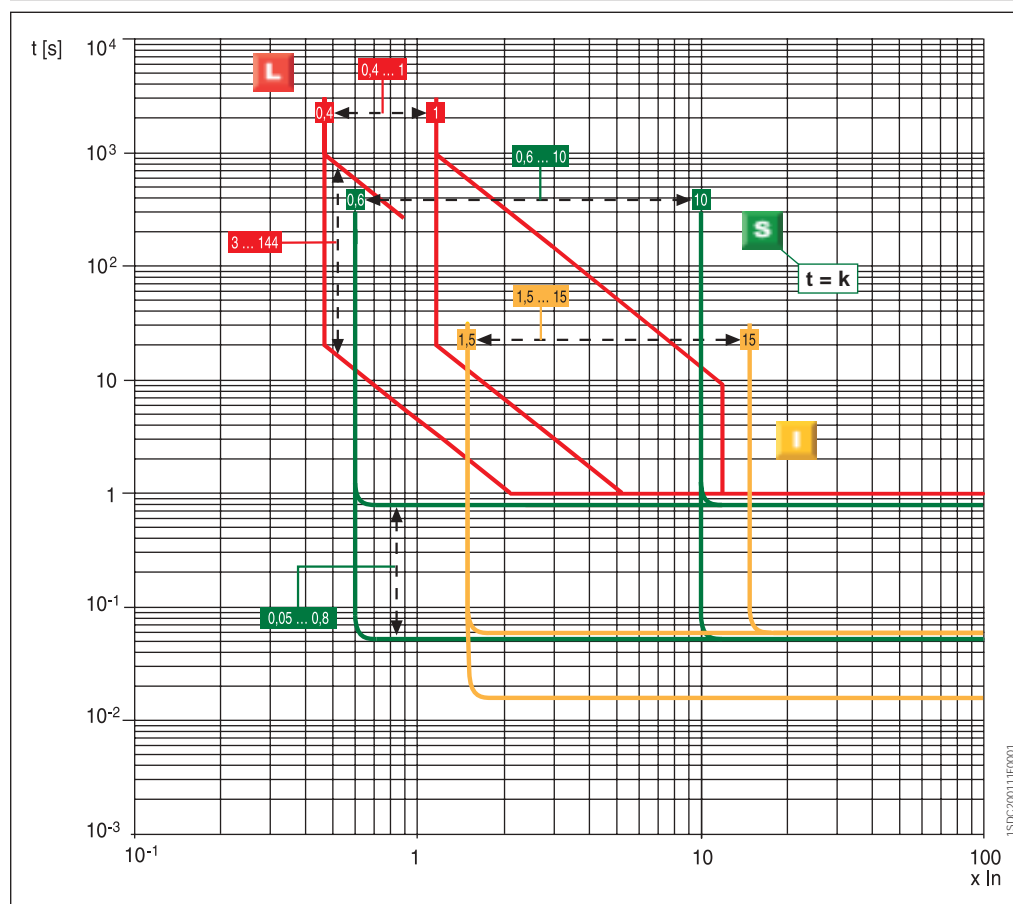 t [s]
10⁴
L
0,4 ... 1
0,4
1
10³
0,6 ... 10
0,6
10
S
3 ... 144
10²
t = k
1,5 ... 15
1,5
15
10
I
1
10⁻¹
0,05 ... 0,8
10⁻²
10⁻³
10⁻¹
1
10
100
x In
1SDC200111F0001